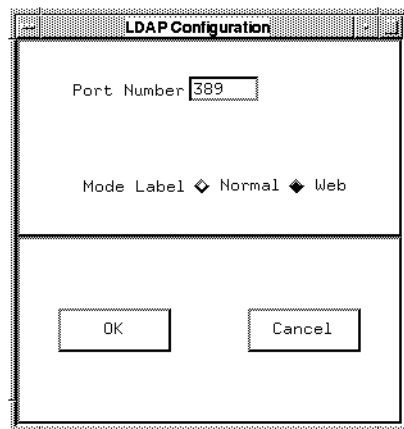 LDAP Configuration
Port Number 389
Mode Label Normal Web
OK Cancel